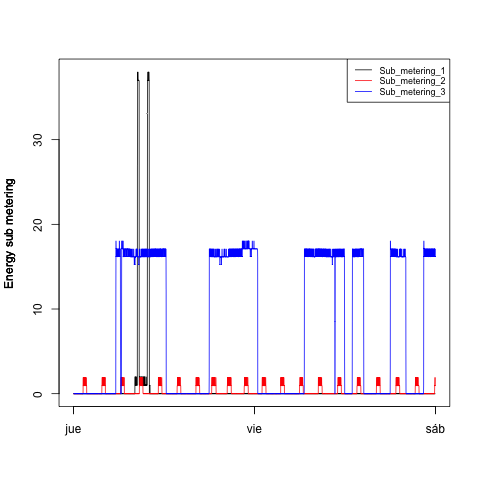 Sub_metering_1
Sub_metering_2
Sub_metering_3
Energy sub metering
30
20
10
0
jue vie sáb